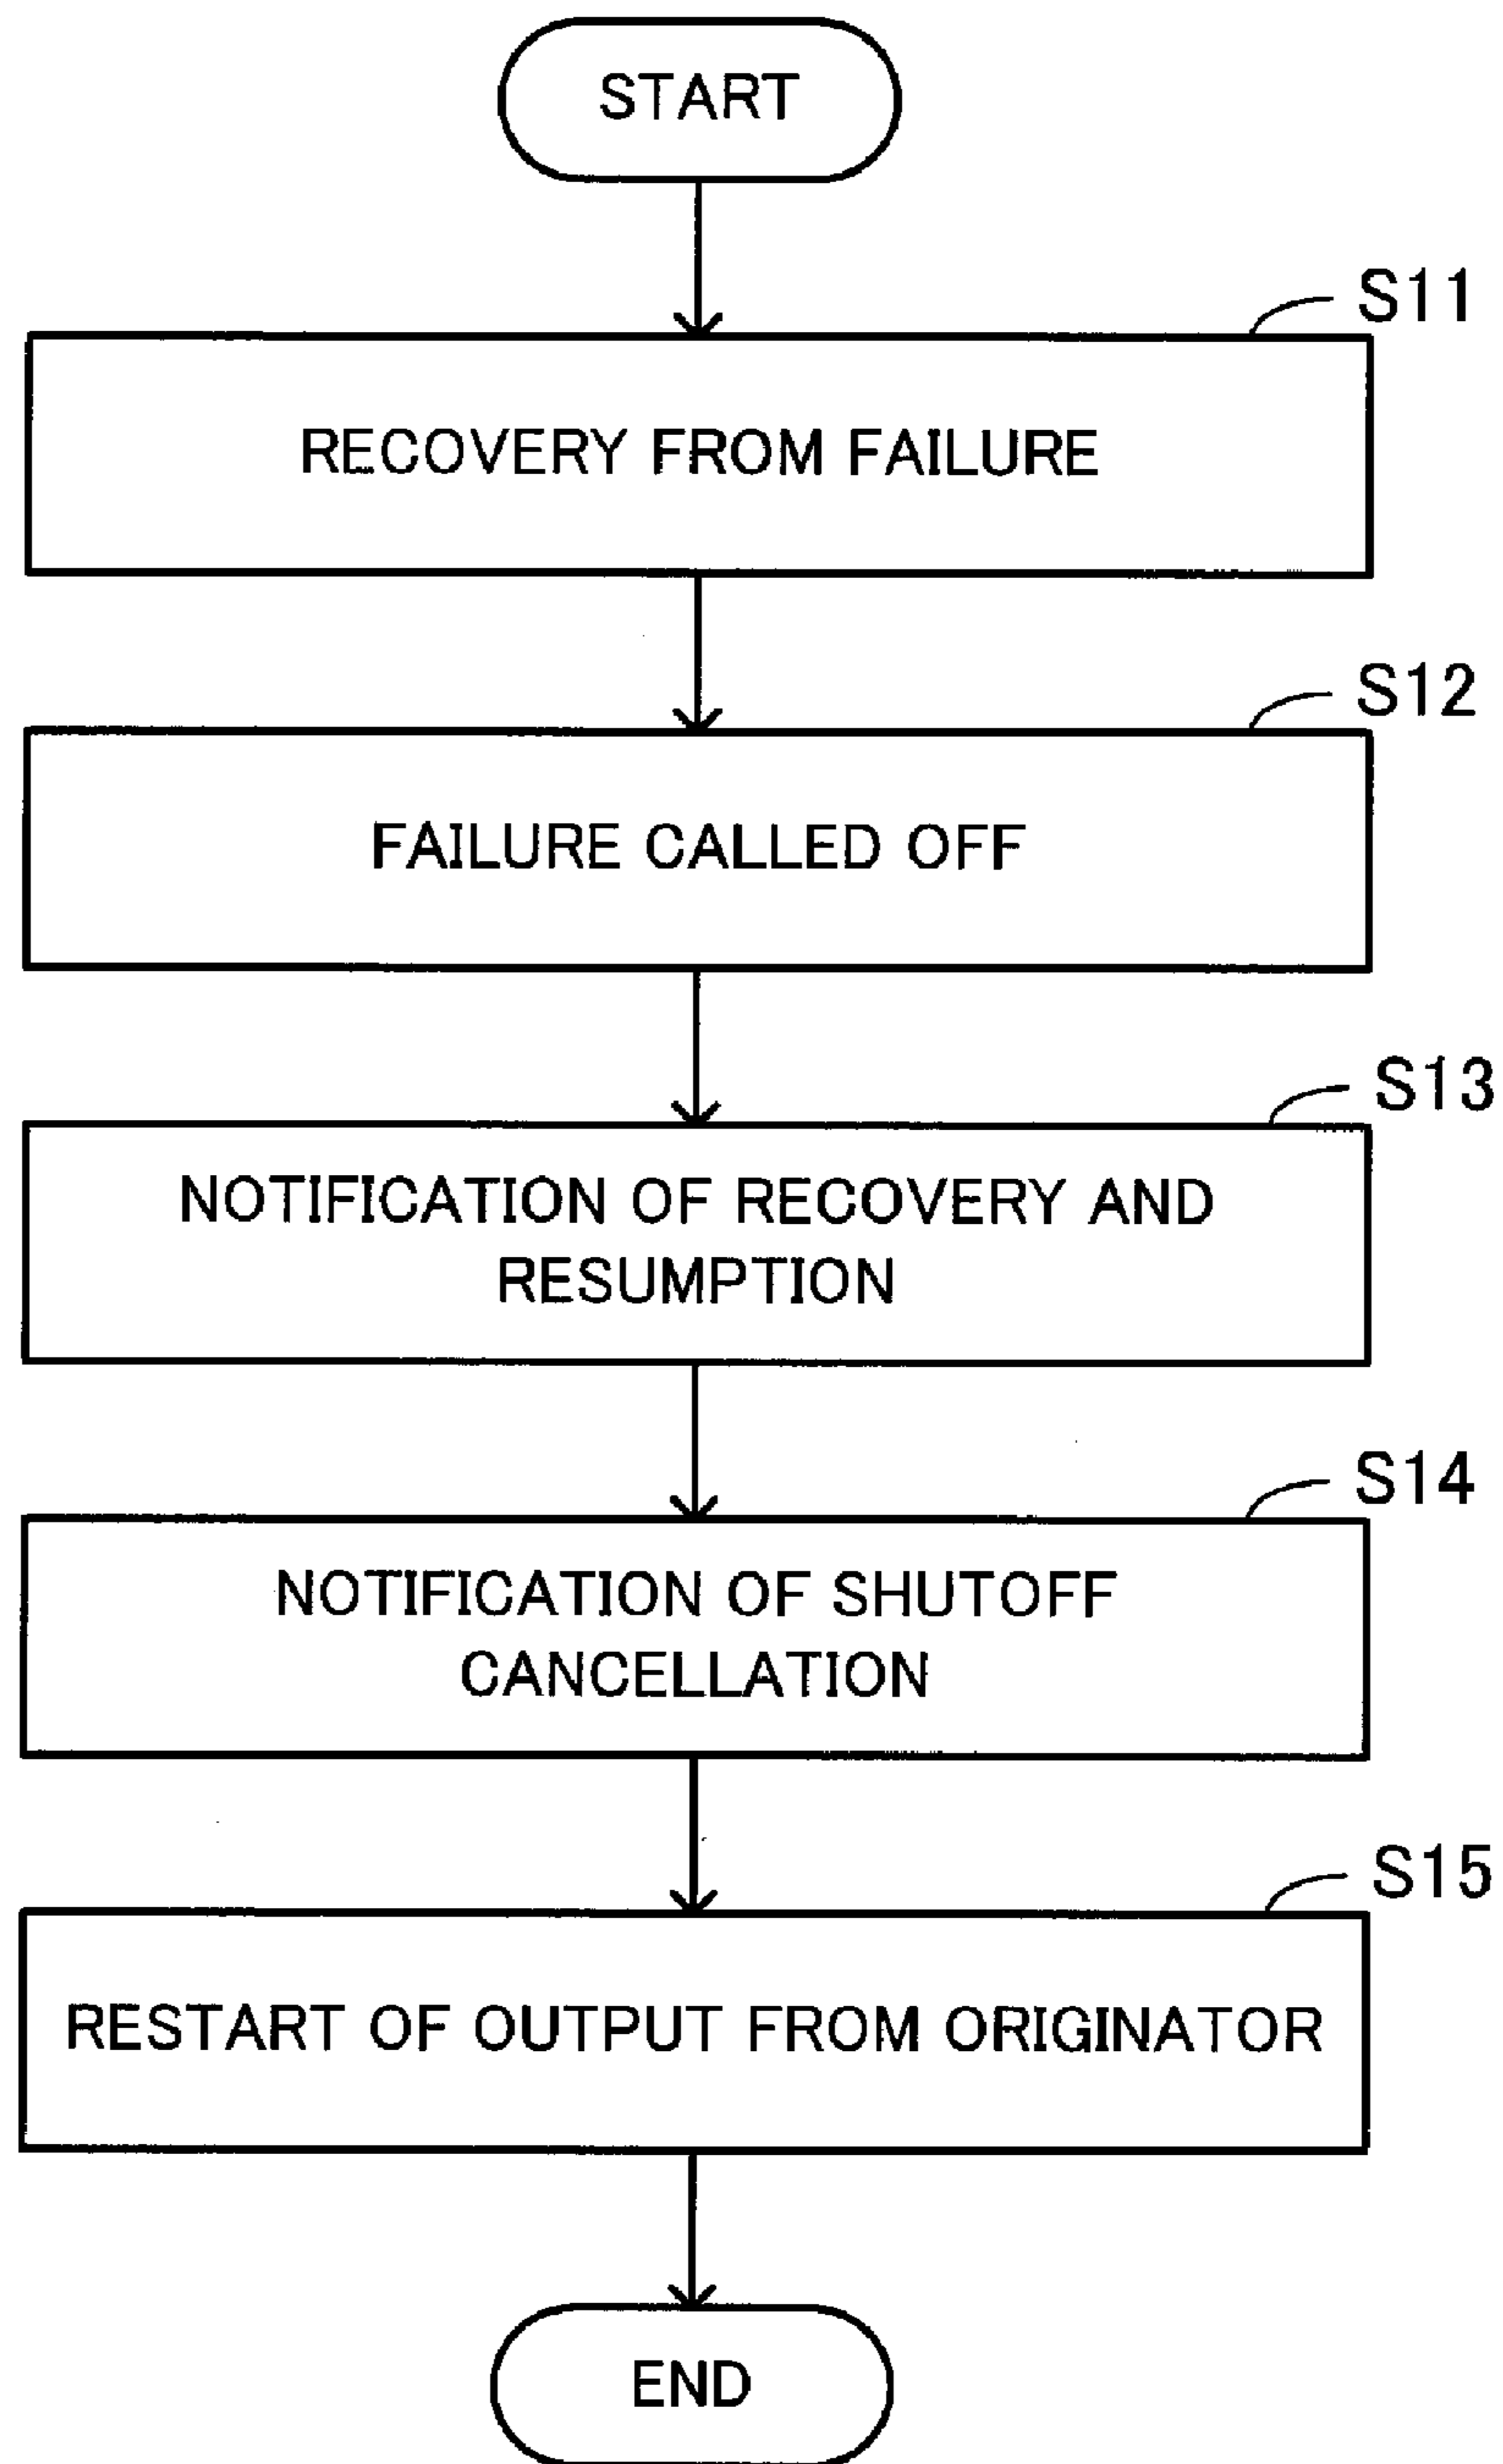 START
S11
RECOVERY FROM FAILURE
S12
FAILURE CALLED OFF
S13
NOTIFICATION OF RECOVERY AND
RESUMPTION
S14
NOTIFICATION OF SHUTOFF
CANCELLATION
S15
RESTART OF OUTPUT FROM ORIGINATOR
END